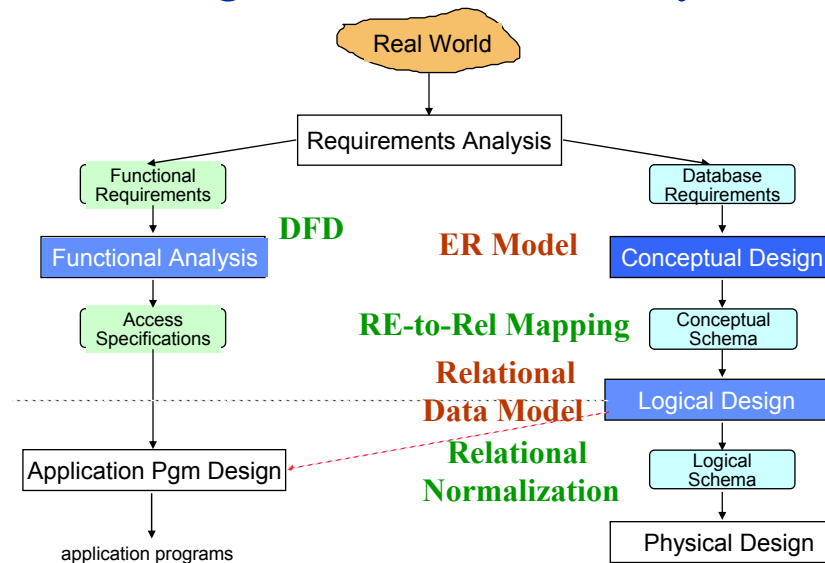 Real World
Requirements Analysis
Functional
Requirements
Database
Requirements
DFD
ER Model
Functional Analysis
Conceptual Design
Access
Specifications
RE-to-Rel Mapping
Conceptual
Schema
Relational
Data Model
Logical Design
Application Pgm Design
Relational
Normalization
Logical
Schema
application programs
Physical Design